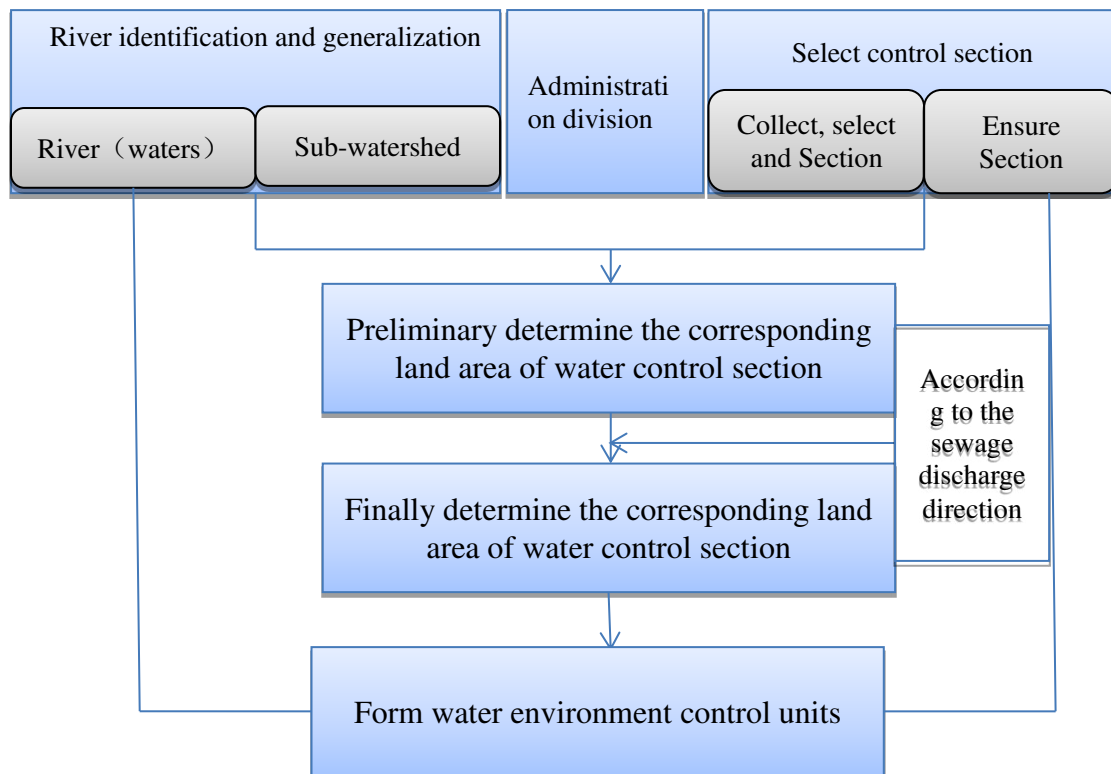 River identification and generalization
River（waters）
Sub-watershed
Administrati
on division
Select control section
Collect, select
and Section
Ensure
Section
Preliminary determine the corresponding
land area of water control section
Accordin
g to the
sewage
discharge
direction
Finally determine the corresponding land
area of water control section
Form water environment control units